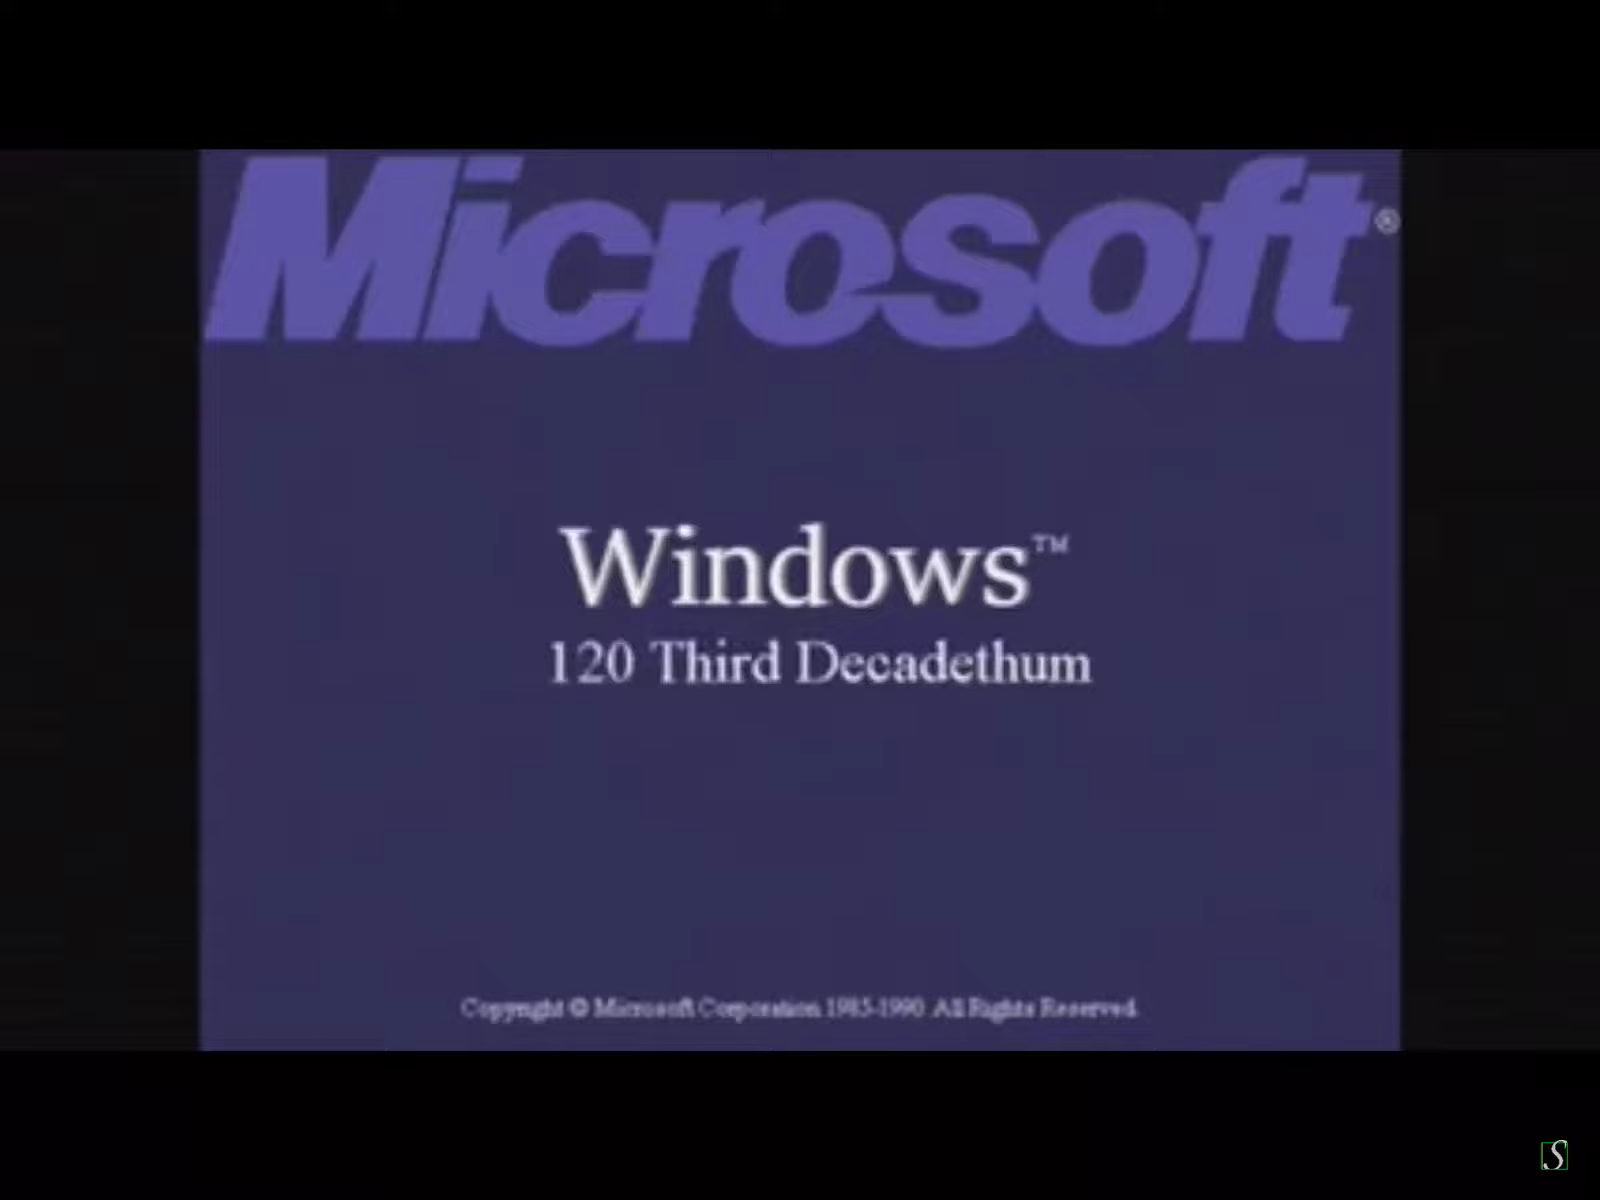 Microsoft®
Windows™
120 Third Decadethum
Copyright © Microsoft Corporation 1985-1990. All Rights Reserved.
S